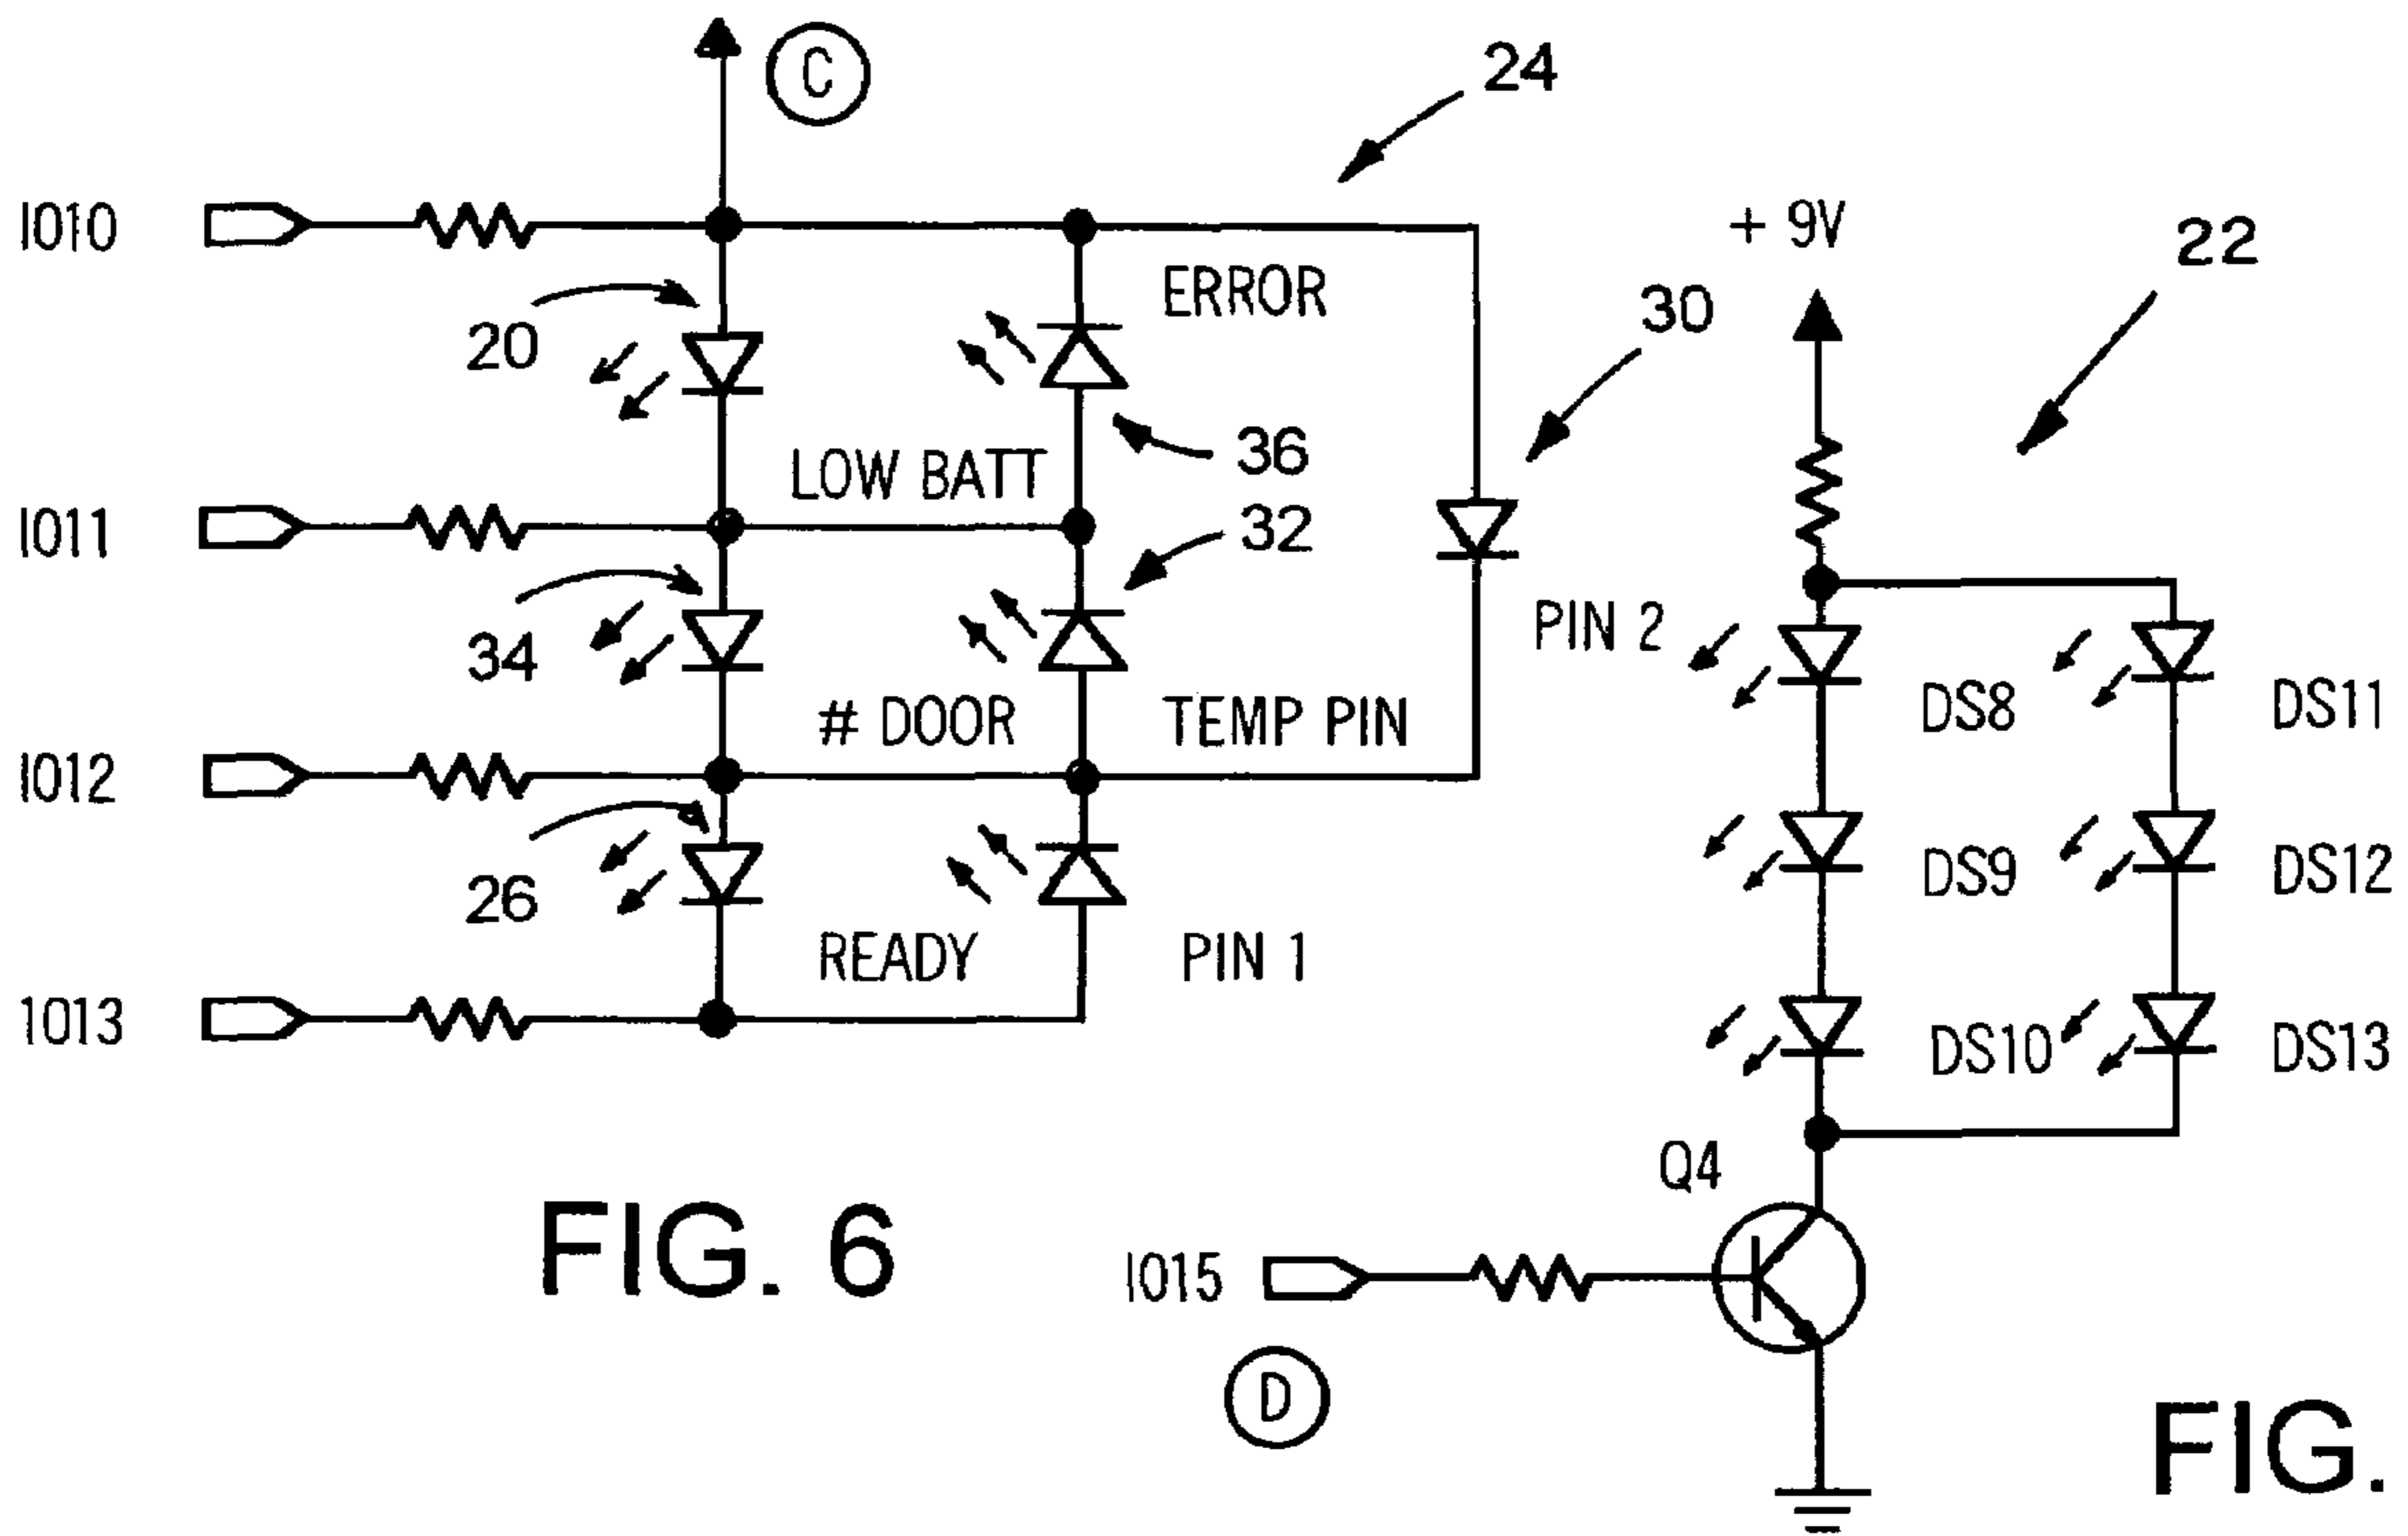 C
24
IO10
+ 9V
22
ERROR
30
20
LOW BATT
36
IO11
32
34
PIN 2
# DOOR
TEMP PIN
DS8
DS11
IO12
26
DS9
DS12
READY
PIN 1
IO13
DS10
DS13
Q4
FIG. 6
IO15
D
FIG.